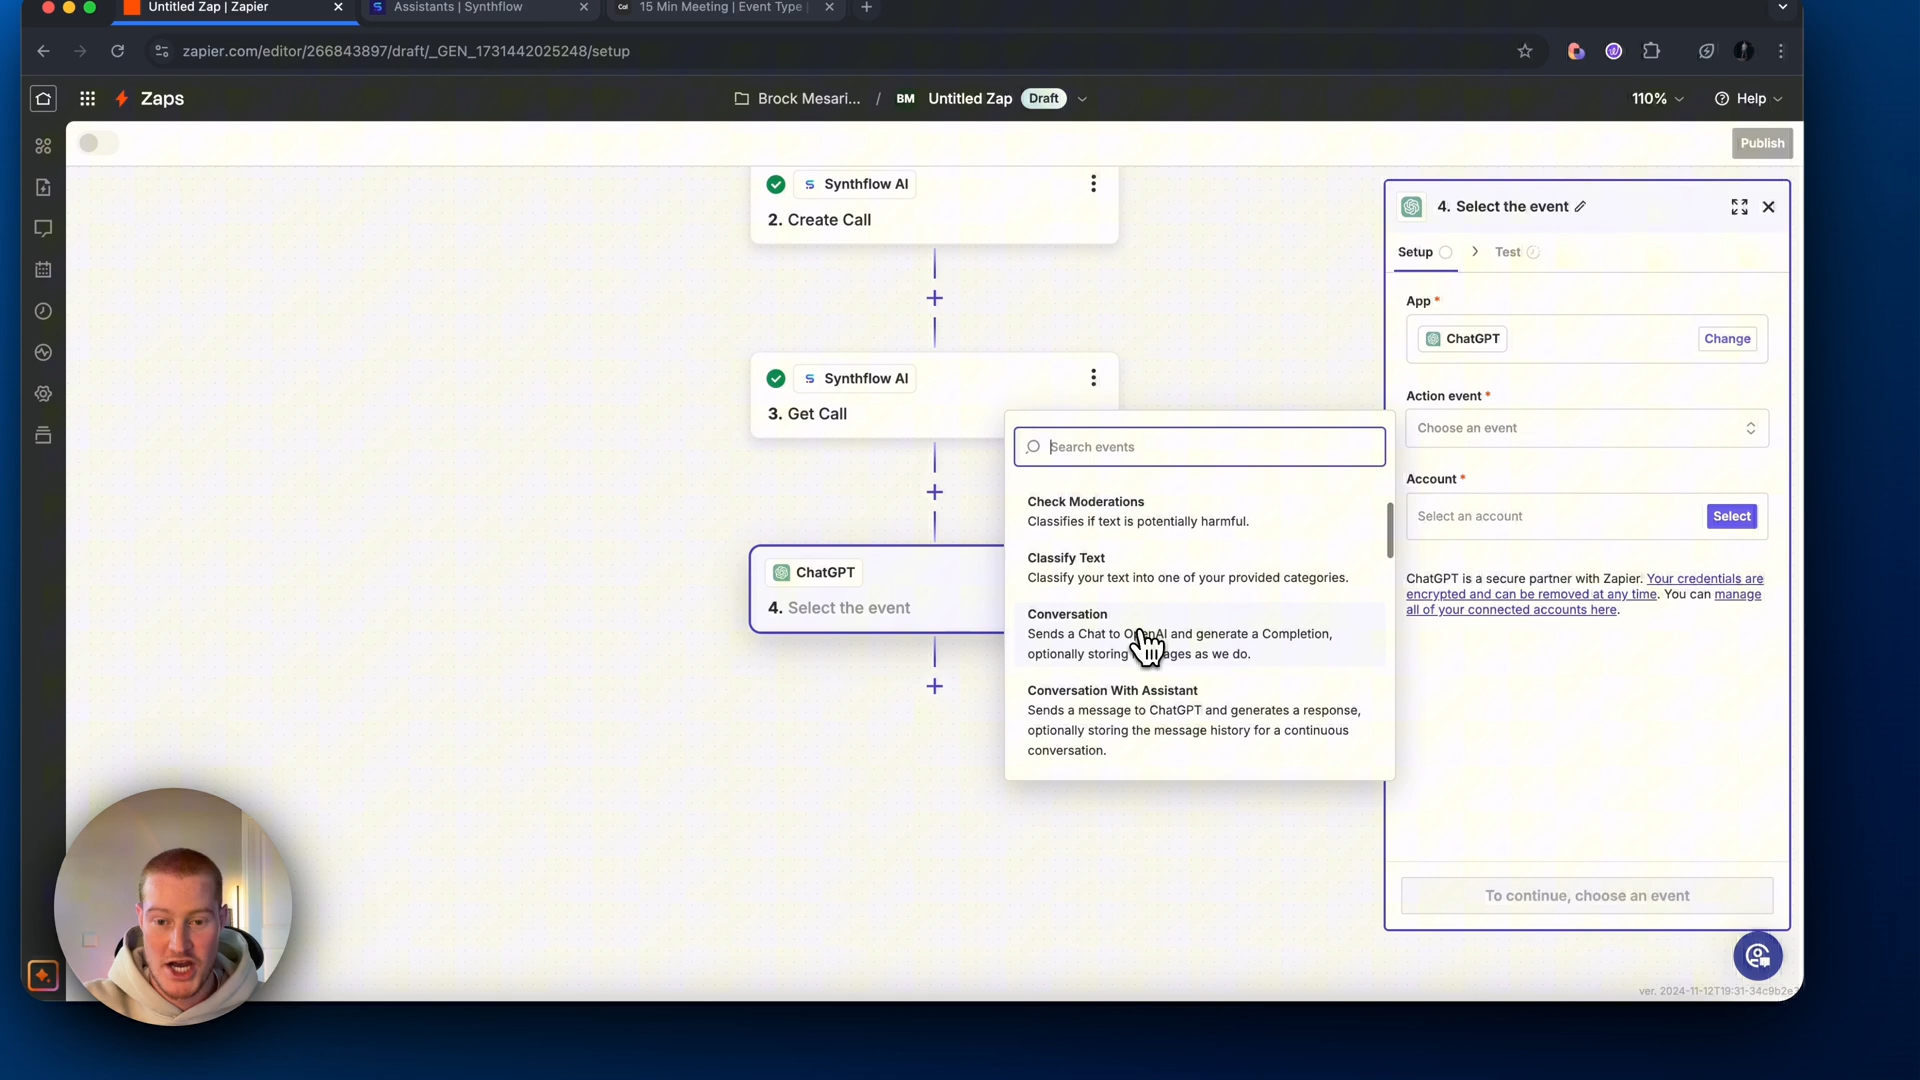 Untitled Zap | Zapier
Assistants | Synthflow
Cal
15 Min Meeting | Event Type
zapier.com/editor/266843897/draft/_GEN_1731442025248/setup
Zaps
Brock Mesari... / BM Untitled Zap Draft
110%
Help
Publish
Synthflow AI
2. Create Call
Synthflow AI
3. Get Call
ChatGPT
4. Select the event
Search events
Check Moderations
Classifies if text is potentially harmful.
Classify Text
Classify your text into one of your provided categories.
Conversation
Sends a Chat to OpenAI and generate a Completion,
optionally storing as we do.
Conversation With Assistant
Sends a message to ChatGPT and generates a response,
optionally storing the message history for a continuous
conversation.
4. Select the event
Setup
Test
App *
ChatGPT
Change
Action event *
Choose an event
Account *
Select an account
Select
ChatGPT is a secure partner with Zapier. Your credentials are
encrypted and can be removed at any time. You can manage
all of your connected accounts here.
To continue, choose an event
ver. 2024-11-12T19:31-34c9b2e